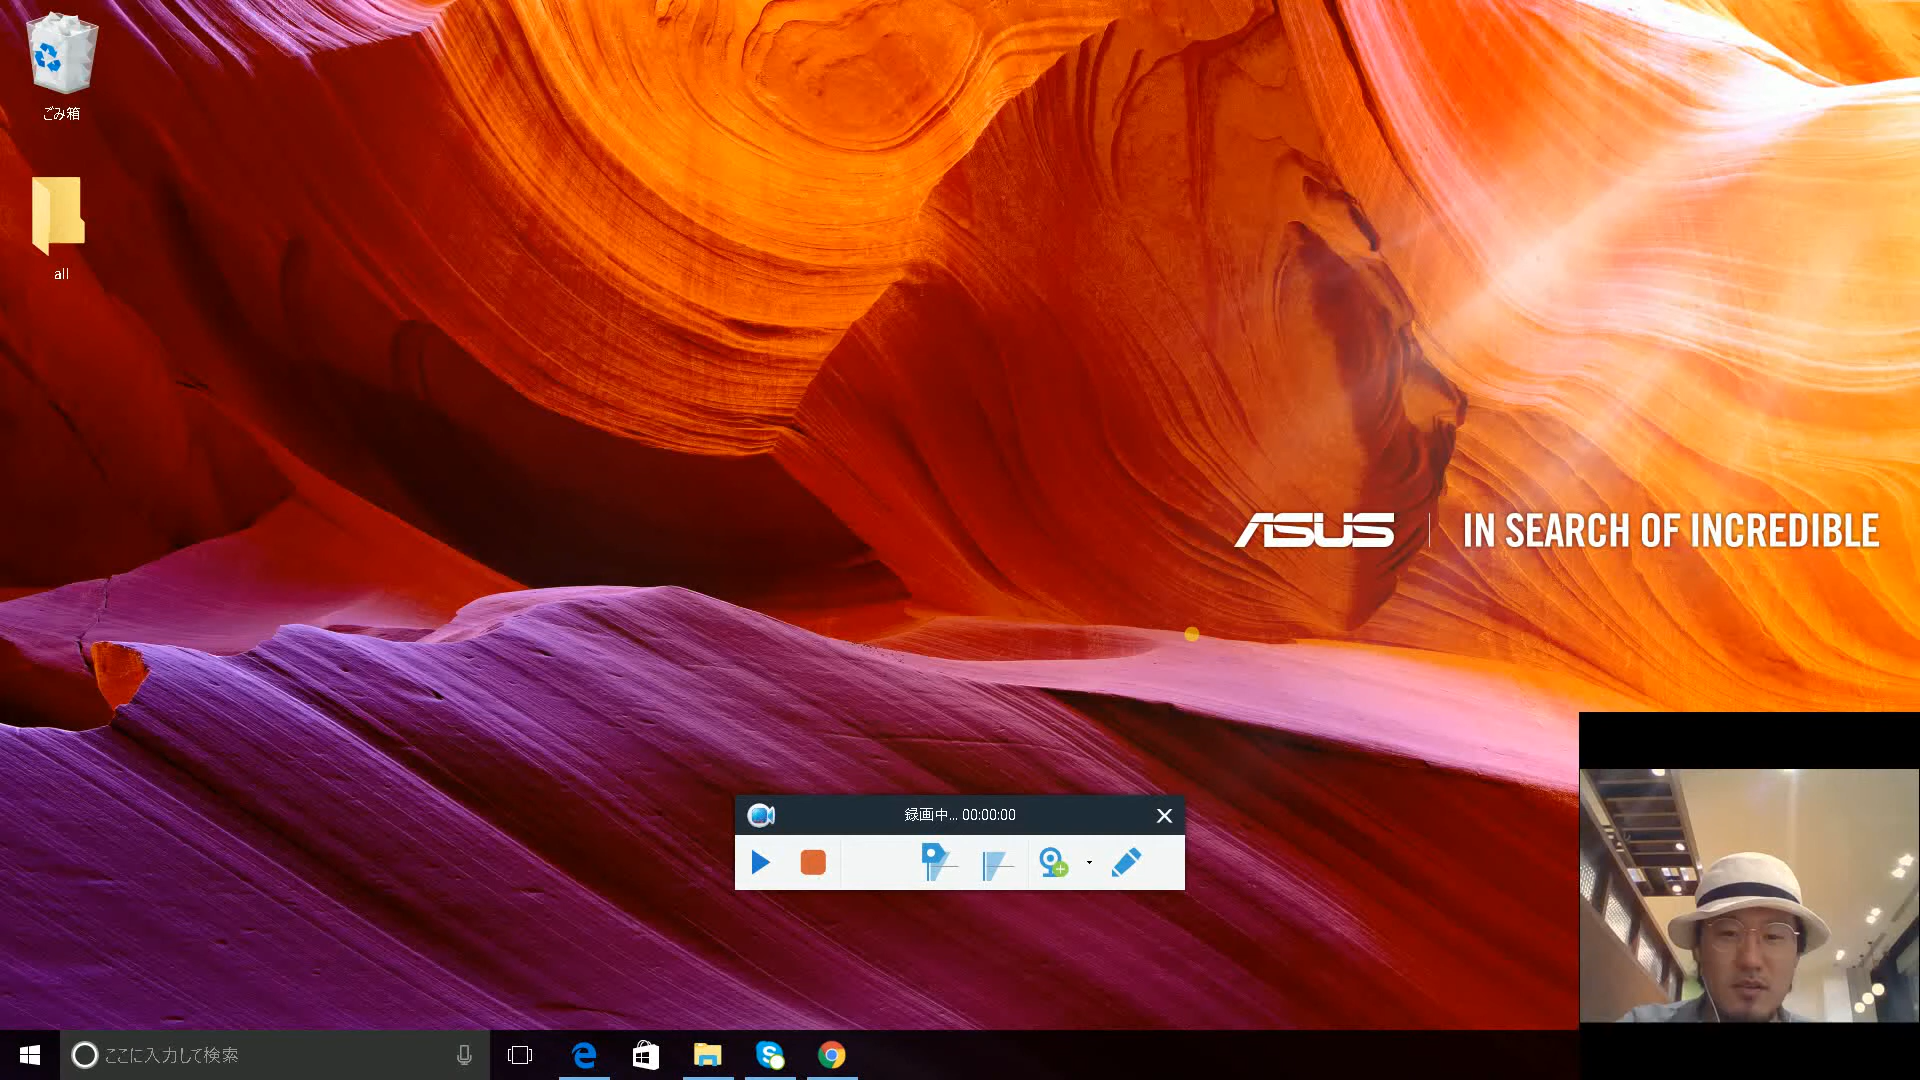 ごみ箱
all
ASUS
IN SEARCH OF INCREDIBLE
録画中... 00:00:00
ここに入力して検索